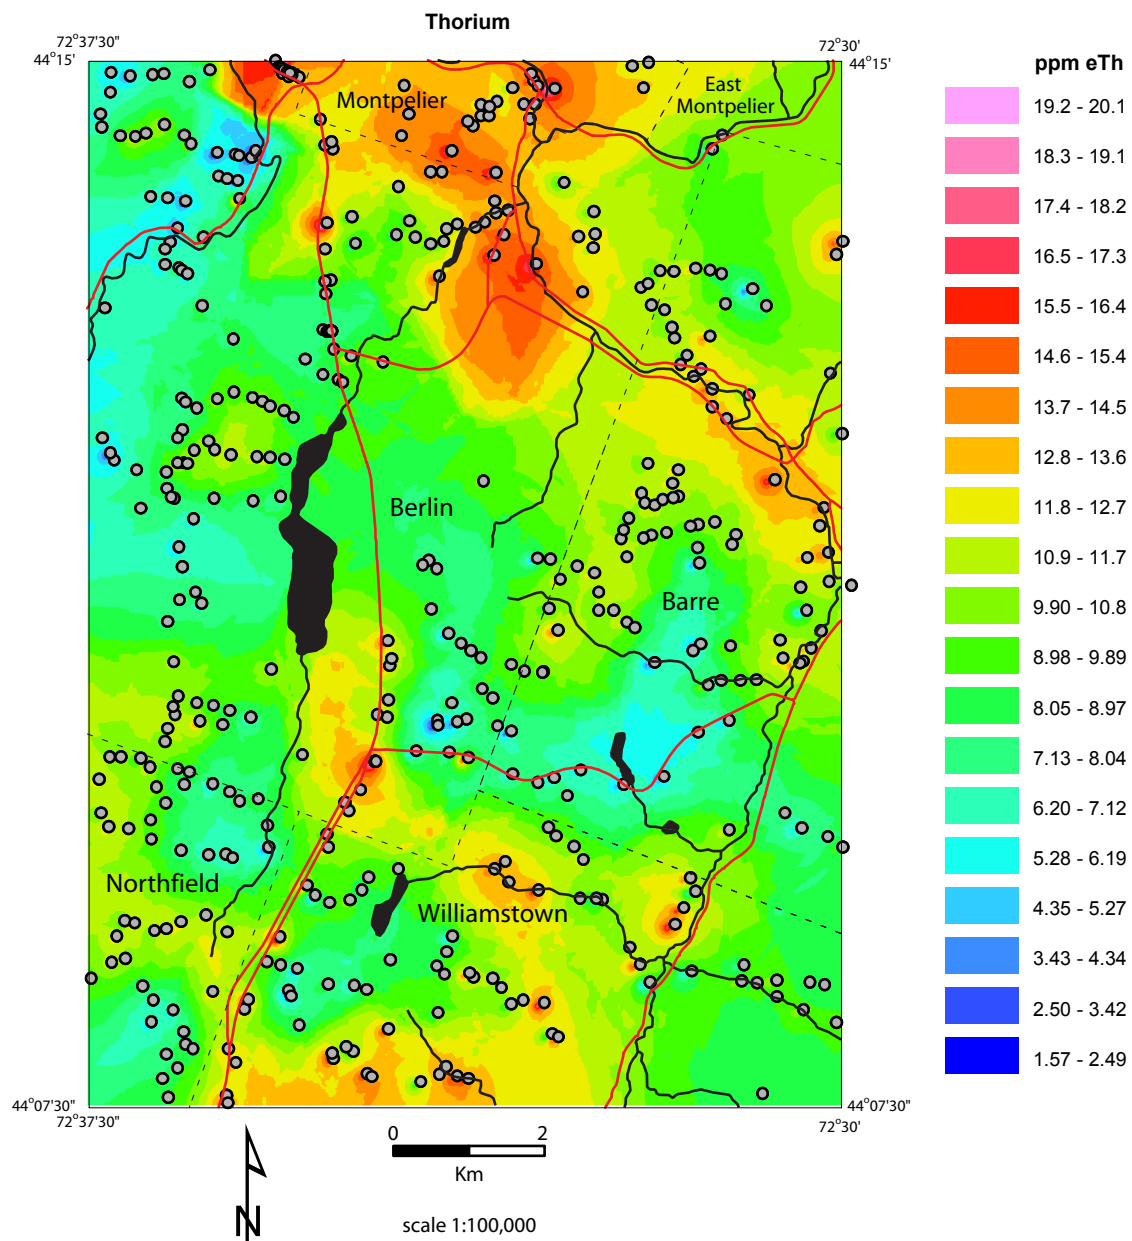 Thorium
72°37'30"
72°30'
44°15'
44°15'
ppm eTh
East
Montpelier
Montpelier
19.2 - 20.1
18.3 - 19.1
17.4 - 18.2
16.5 - 17.3
15.5 - 16.4
14.6 - 15.4
13.7 - 14.5
12.8 - 13.6
11.8 - 12.7
10.9 - 11.7
9.90 - 10.8
8.98 - 9.89
8.05 - 8.97
7.13 - 8.04
6.20 - 7.12
5.28 - 6.19
4.35 - 5.27
3.43 - 4.34
2.50 - 3.42
1.57 - 2.49
Berlin
Barre
Northfield
Williamstown
44°07'30"
44°07'30"
72°37'30"
72°30'
0 2
Km
N
scale 1:100,000